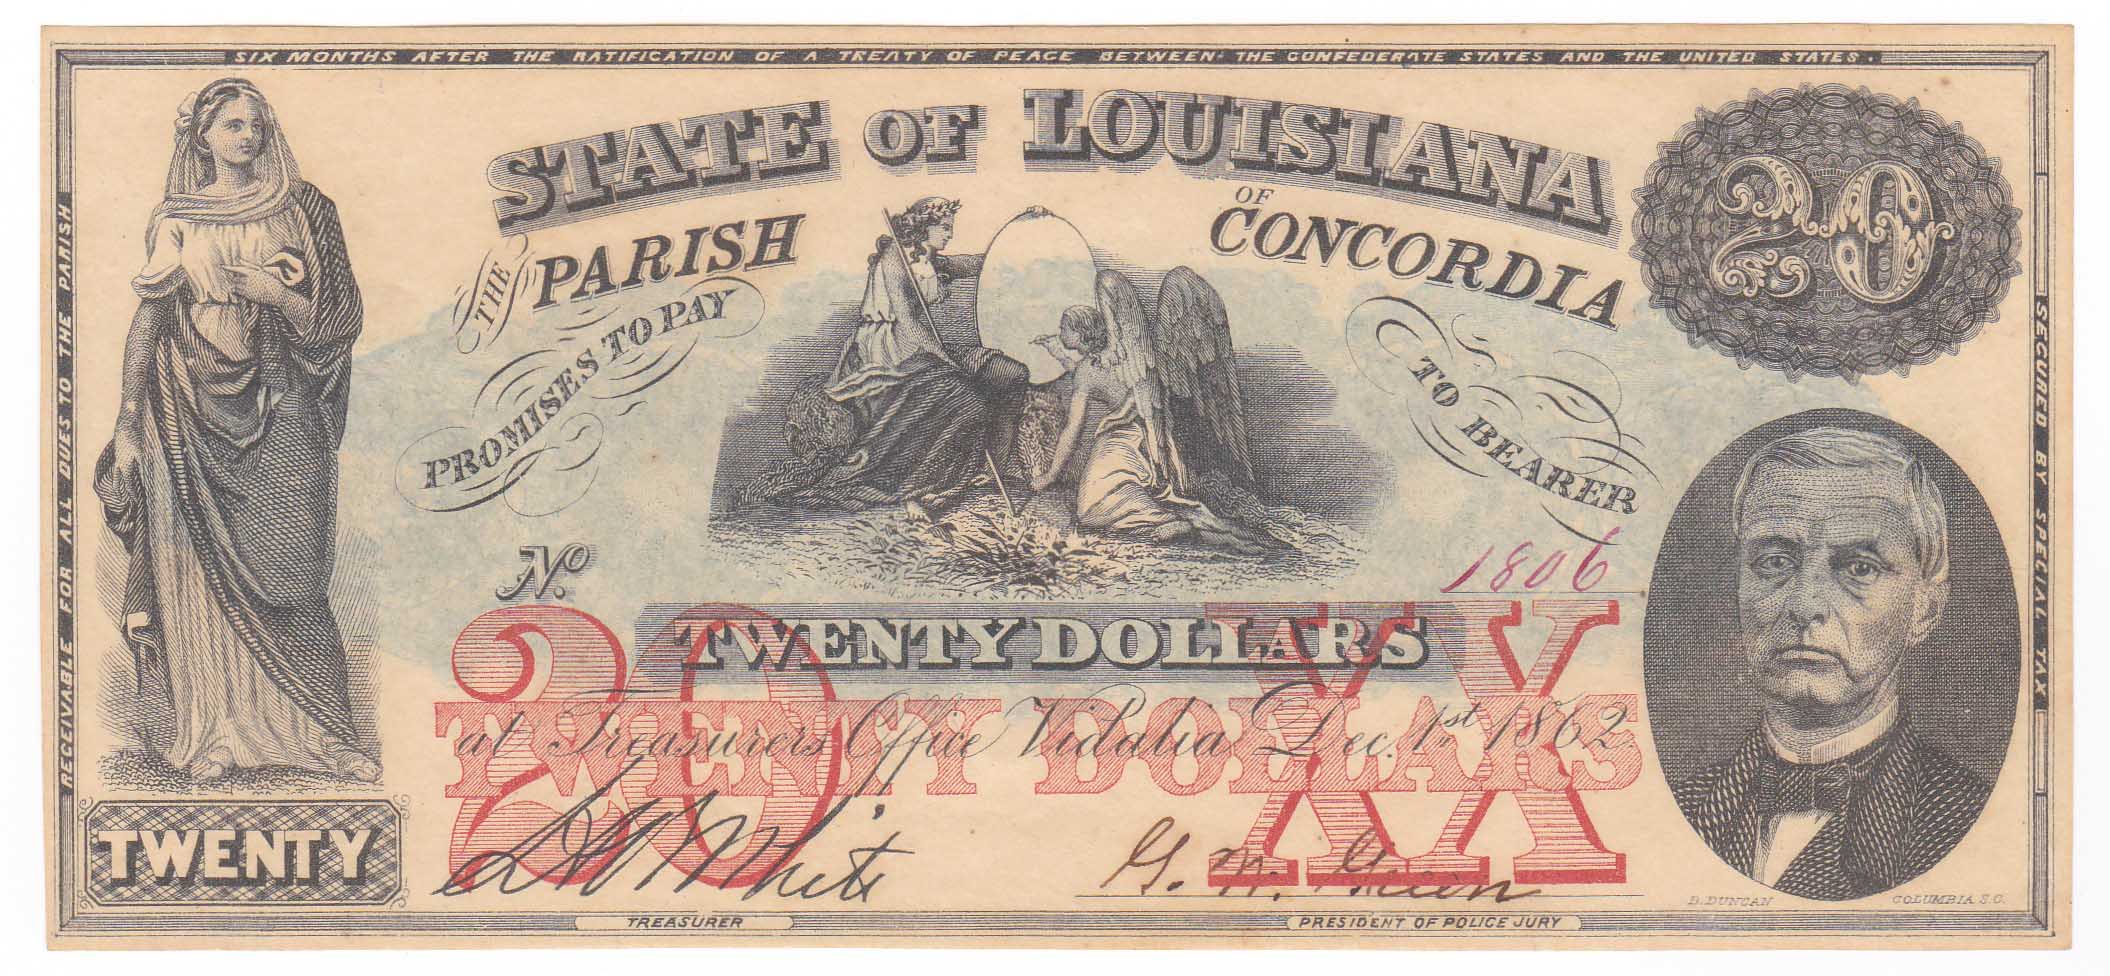 SIX MONTHS AFTER THE RATIFICATION OF A TREATY OF PEACE BETWEEN THE CONFEDERATE STATES AND THE UNITED STATES.
RECEIVABLE FOR ALL DUES TO THE PARISH
SECURED BY SPECIAL TAX
STATE OF LOUISIANA
20
THE PARISH OF CONCORDIA
PROMISES TO PAY TO BEARER
No. 1806
20 XX
TWENTY DOLLARS
TWENTY DOLLARS
at Treasurers Office Vidalia Dec. 1st 1862.
TWENTY
White
G. N. Green
D. DUNCAN COLUMBIA S.C.
TREASURER
PRESIDENT OF POLICE JURY